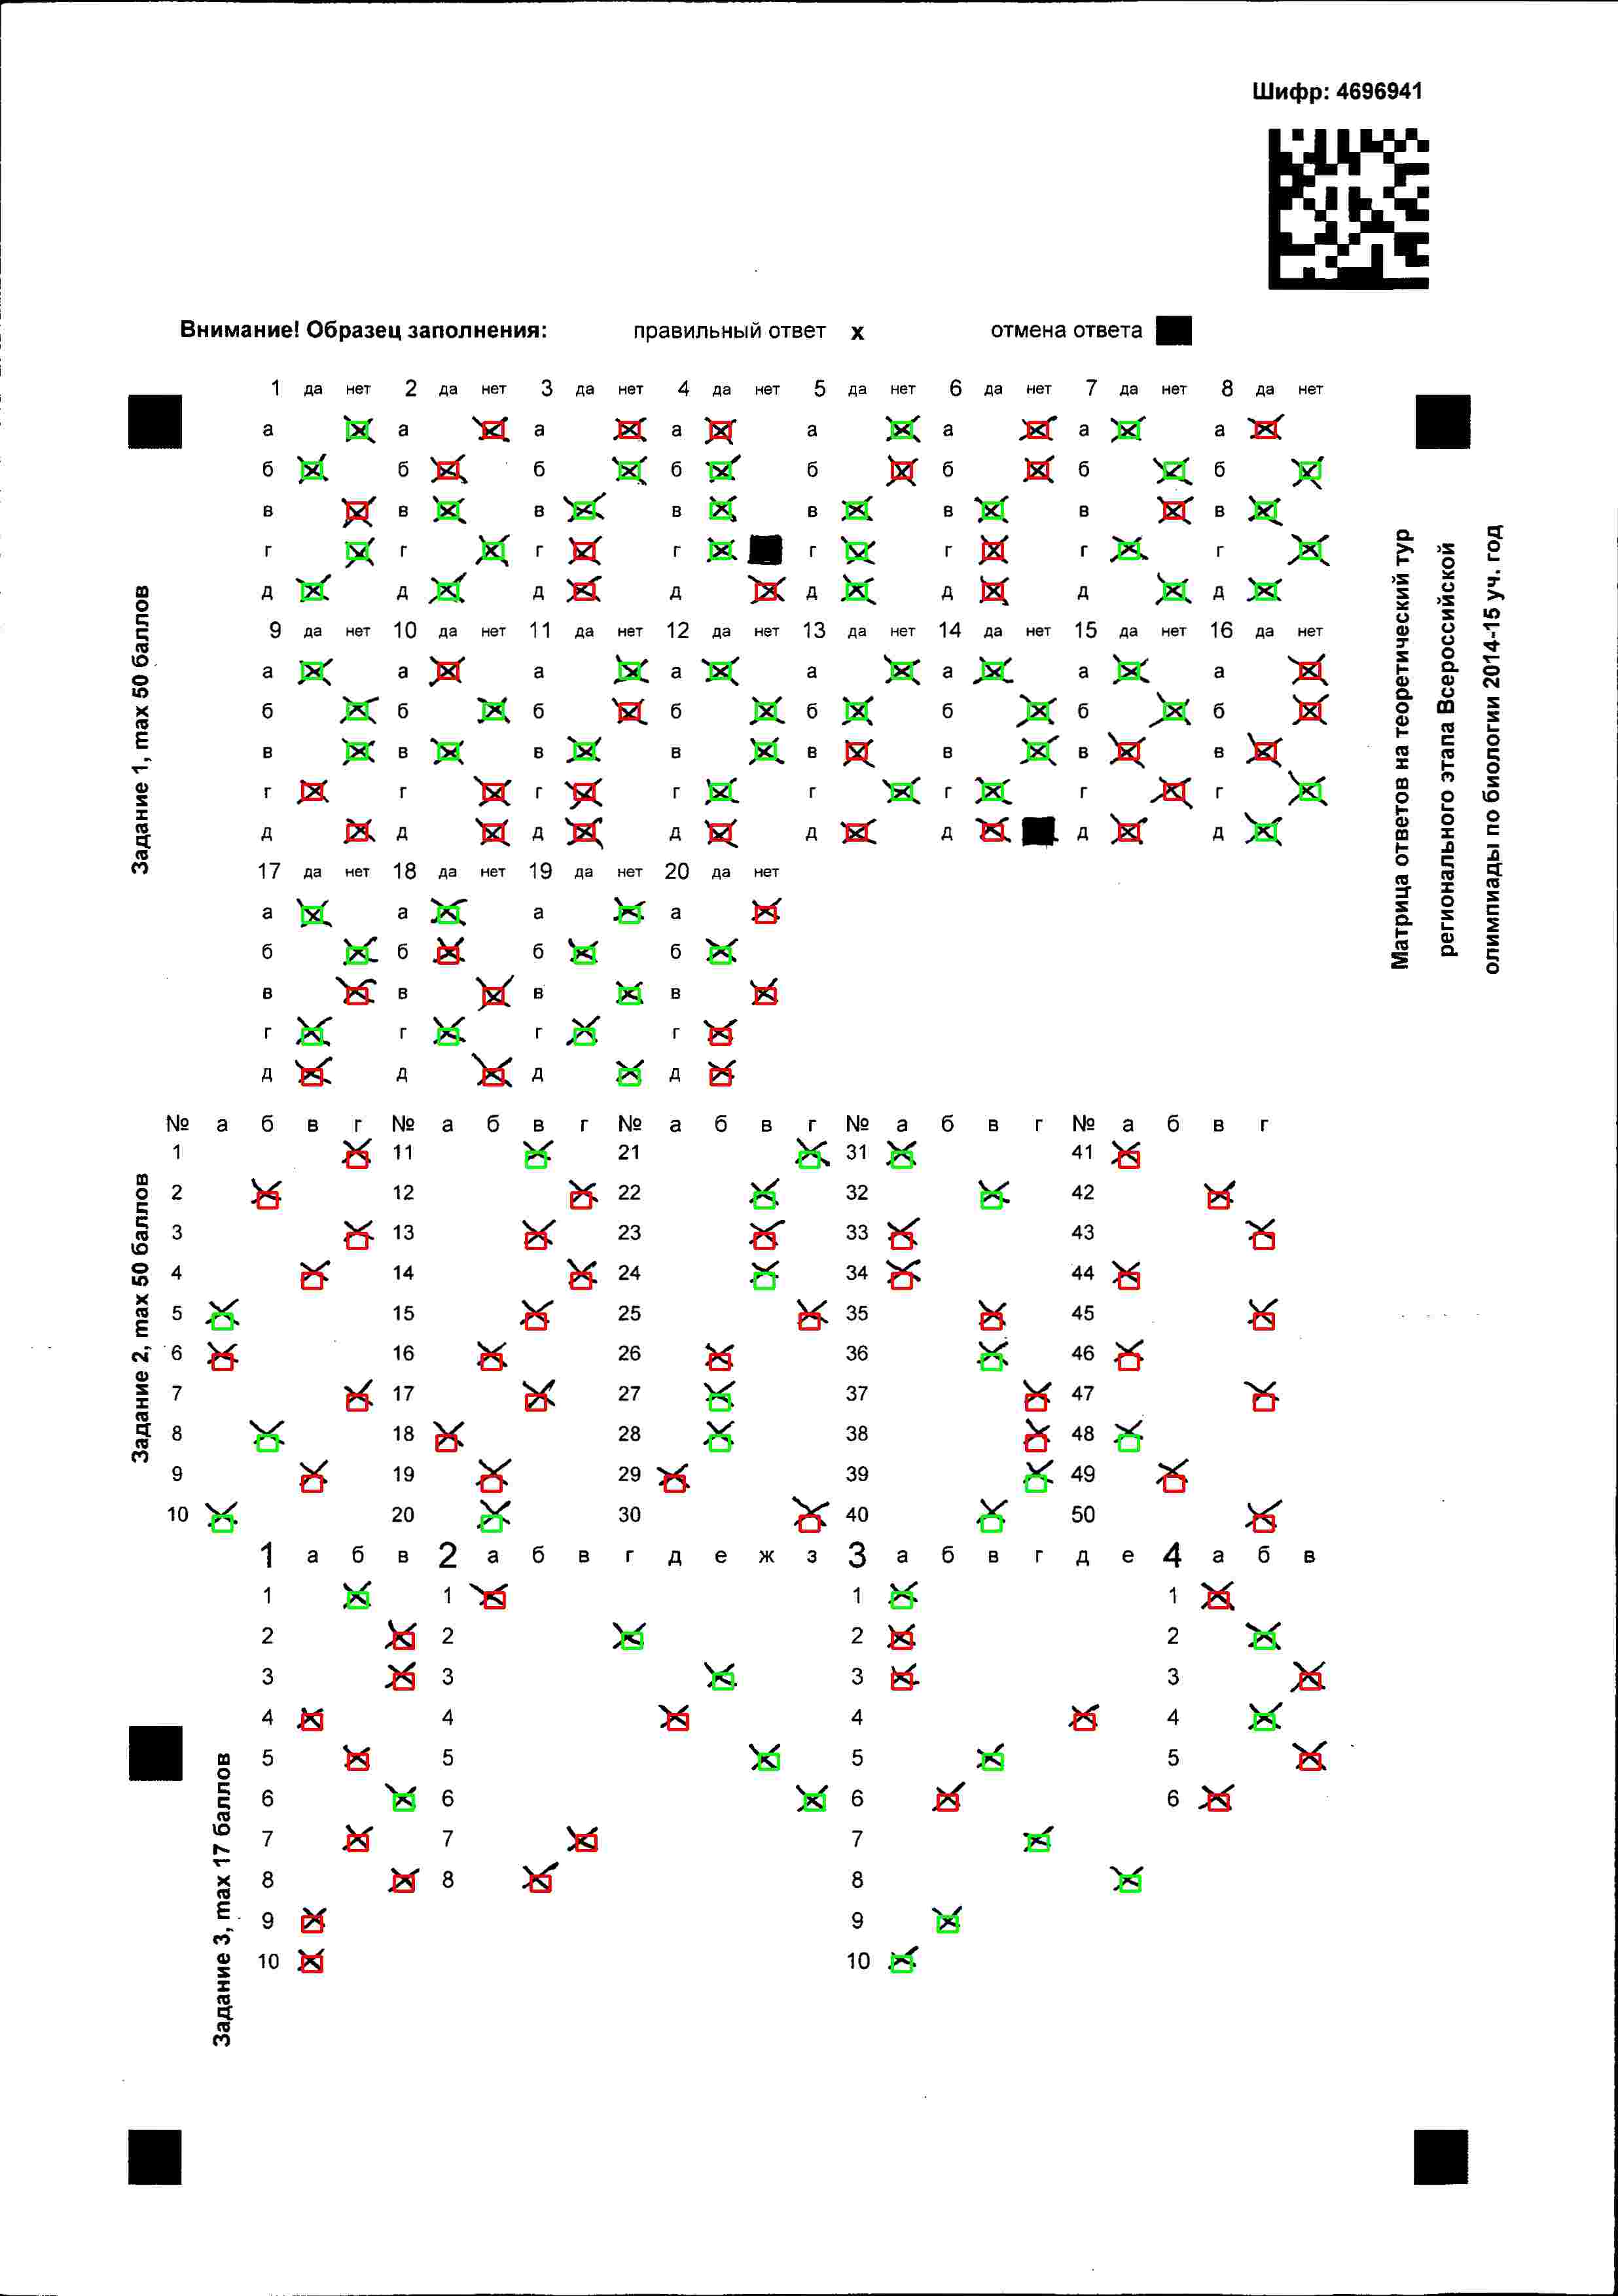 Шифр: 4696941
Внимание! Образец заполнения: правильный ответ x отмена ответа
1 да нет 2 да нет 3 да нет 4 да нет 5 да нет 6 да нет 7 да нет 8 да нет
а а а а а а а а
б б б б б б б б
в в в в в в в в
г г г г г г г г
д д д д д д д д
9 да нет 10 да нет 11 да нет 12 да нет 13 да нет 14 да нет 15 да нет 16 да нет
а а а а а а а а
б б б б б б б б
в в в в в в в в
г г г г г г г г
д д д д д д д д
17 да нет 18 да нет 19 да нет 20 да нет
а а а а
б б б б
в в в в
г г г г
д д д д
Задание 1, max 50 баллов
Матрица ответов на теоретический тур
регионального этапа Всероссийской
олимпиады по биологии 2014-15 уч. год
№ а б в г № а б в г № а б в г № а б в г № а б в г
1 11 21 31 41
2 12 22 32 42
3 13 23 33 43
4 14 24 34 44
5 15 25 35 45
6 16 26 36 46
7 17 27 37 47
8 18 28 38 48
9 19 29 39 49
10 20 30 40 50
Задание 2, max 50 баллов
1 а б в 2 а б в г д е ж з 3 а б в г д е 4 а б в
1 1 1 1
2 2 2 2
3 3 3 3
4 4 4 4
5 5 5 5
6 6 6 6
7 7 7
8 8 8
9 9
10 10
Задание 3, max 17 баллов